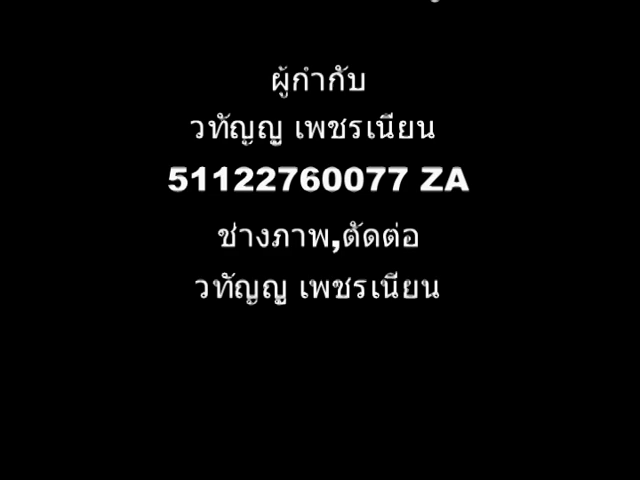 ผู้กำกับ
วทัญญู เพชรเนียน
51122760077 ZA
ช่างภาพ,ตัดต่อ
วทัญญู เพชรเนียน